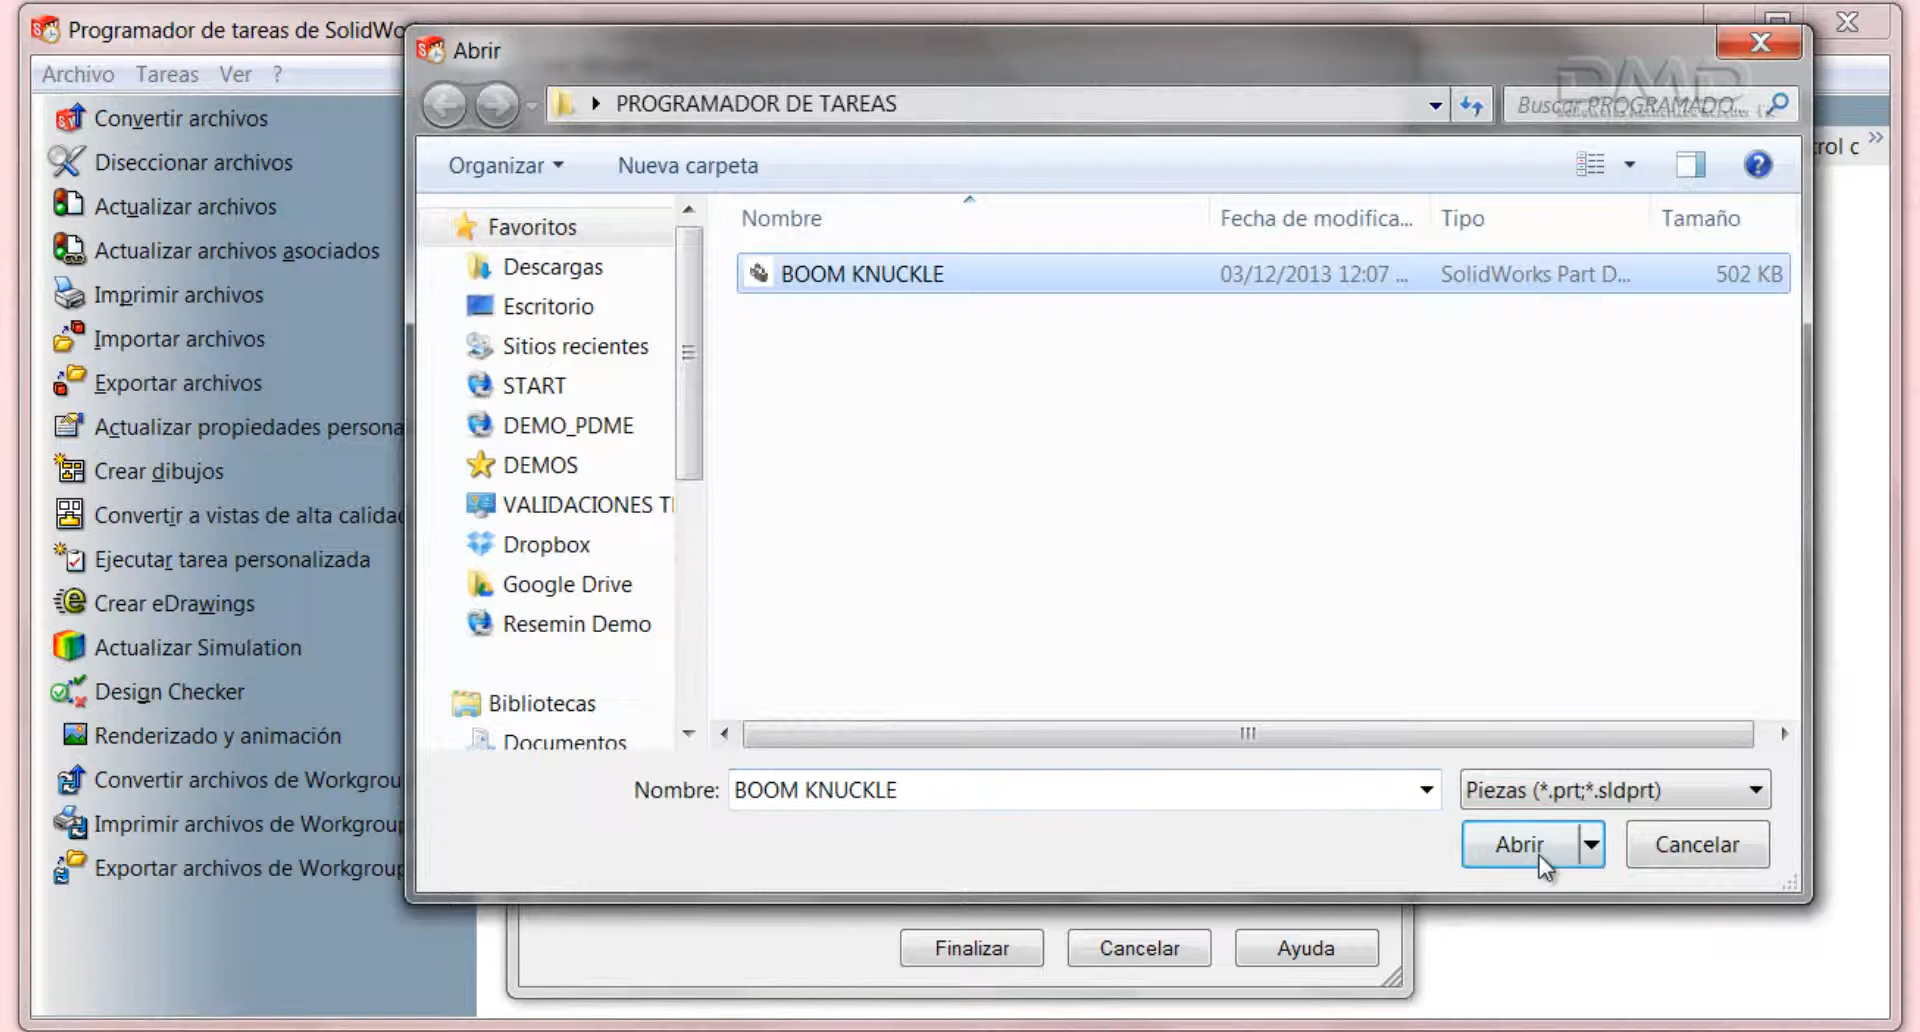 Programador de tareas de SolidWo
Archivo Tareas Ver ?
Convertir archivos
Diseccionar archivos
Actualizar archivos
Actualizar archivos asociados
Imprimir archivos
Importar archivos
Exportar archivos
Actualizar propiedades persona
Crear dibujos
Convertir a vistas de alta calidad
Ejecutar tarea personalizada
Crear eDrawings
Actualizar Simulation
Design Checker
Renderizado y animación
Convertir archivos de Workgrou
Imprimir archivos de Workgroup
Exportar archivos de Workgroup
Abrir
PROGRAMADOR DE TAREAS
Buscar PROGRAMADO...
DMP
Organizar Nueva carpeta
rol c
Favoritos
Descargas
Escritorio
Sitios recientes
START
DEMO_PDME
DEMOS
VALIDACIONES T
Dropbox
Google Drive
Resemin Demo
Bibliotecas
Documentos
Nombre Fecha de modifica... Tipo Tamaño
BOOM KNUCKLE 03/12/2013 12:07 ... SolidWorks Part D... 502 KB
Nombre: BOOM KNUCKLE Piezas (*.prt;*.sldprt)
Abrir Cancelar
Finalizar Cancelar Ayuda